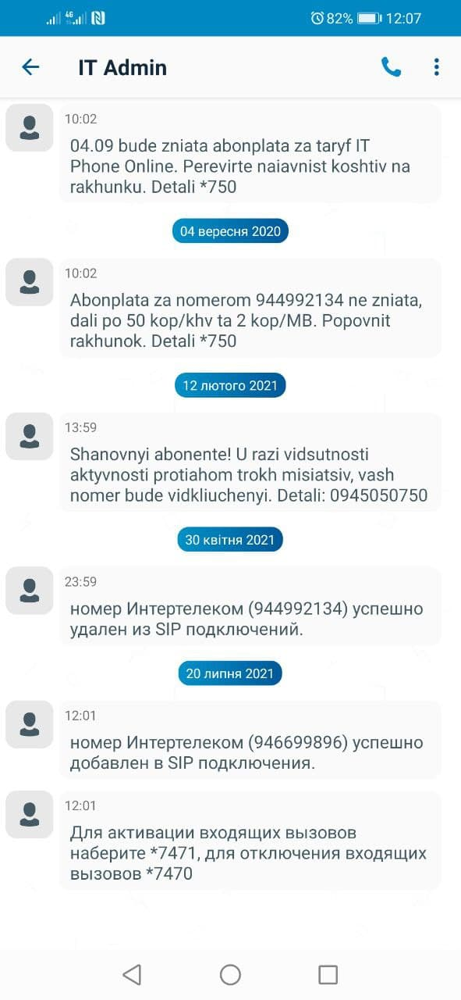 4G 82% 12:07
IT Admin
10:02
04.09 bude zniata abonplata za taryf IT
Phone Online. Perevirte naiavnist koshtiv na
rakhunku. Detali *750
04 вересня 2020
10:02
Abonplata za nomerom 944992134 ne zniata,
dali po 50 kop/khv ta 2 kop/MB. Popovnit
rakhunok. Detali *750
12 лютого 2021
13:59
Shanovnyi abonente! U razi vidsutnosti
aktyvnosti protiahom trokh misiatsiv, vash
nomer bude vidkliuchenyi. Detali: 0945050750
30 квітня 2021
23:59
номер Интертелеком (944992134) успешно
удален из SIP подключений.
20 липня 2021
12:01
номер Интертелеком (946699896) успешно
добавлен в SIP подключения.
12:01
Для активации входящих вызовов
наберите *7471, для отключения входящих
вызовов *7470